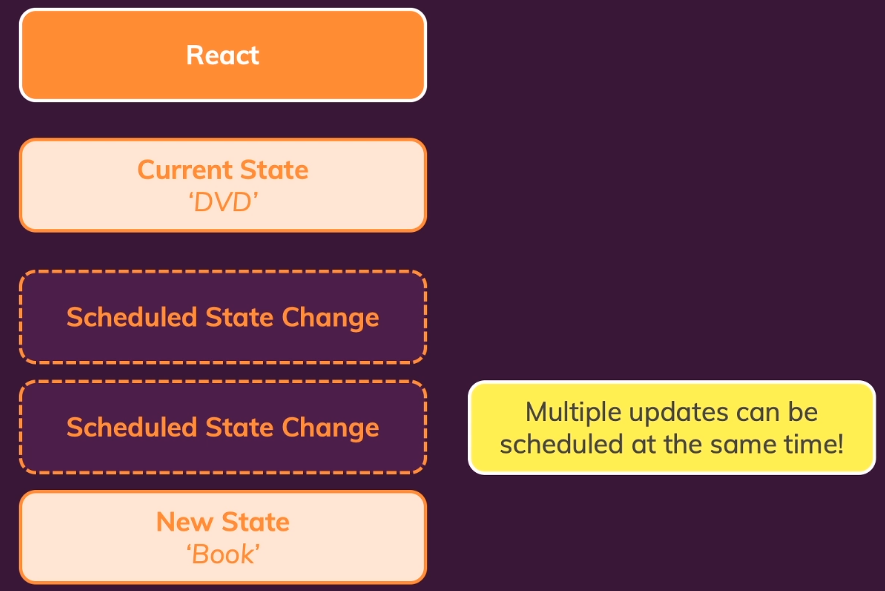 React
Current State
‘DVD’
Scheduled State Change
Scheduled State Change
Multiple updates can be
scheduled at the same time!
New State
‘Book’